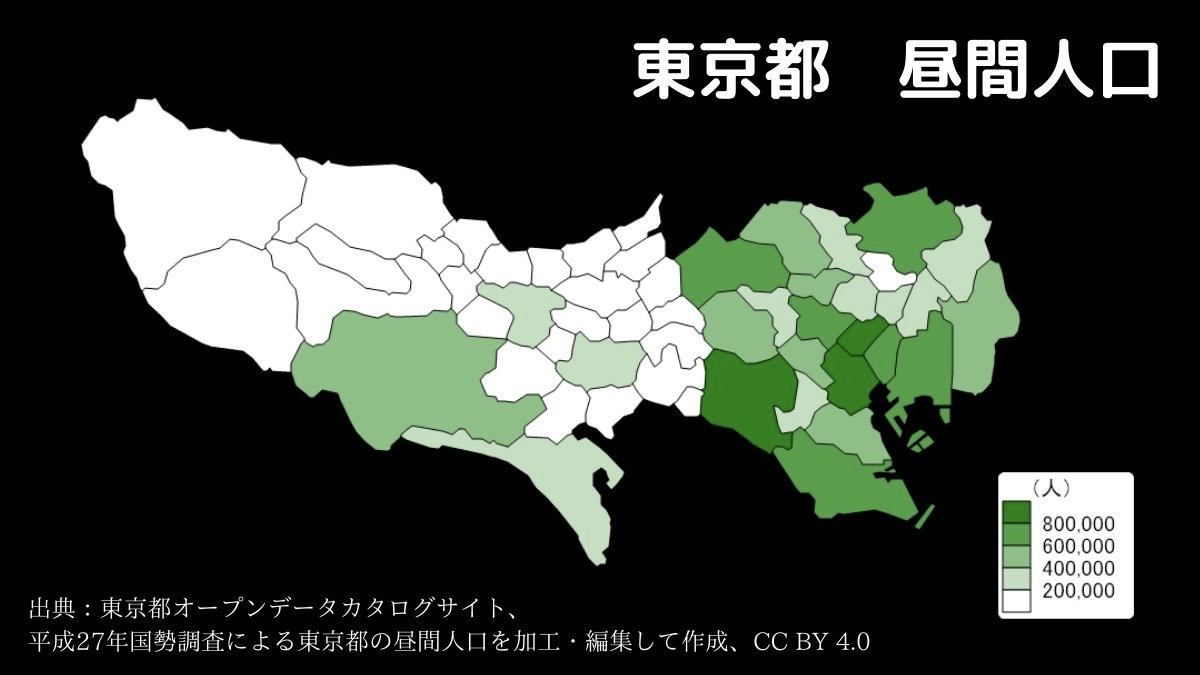 東京都　昼間人口
（人）
800,000
600,000
400,000
200,000
出典：東京都オープンデータカタログサイト、
平成27年国勢調査による東京都の昼間人口を加工・編集して作成、CC BY 4.0